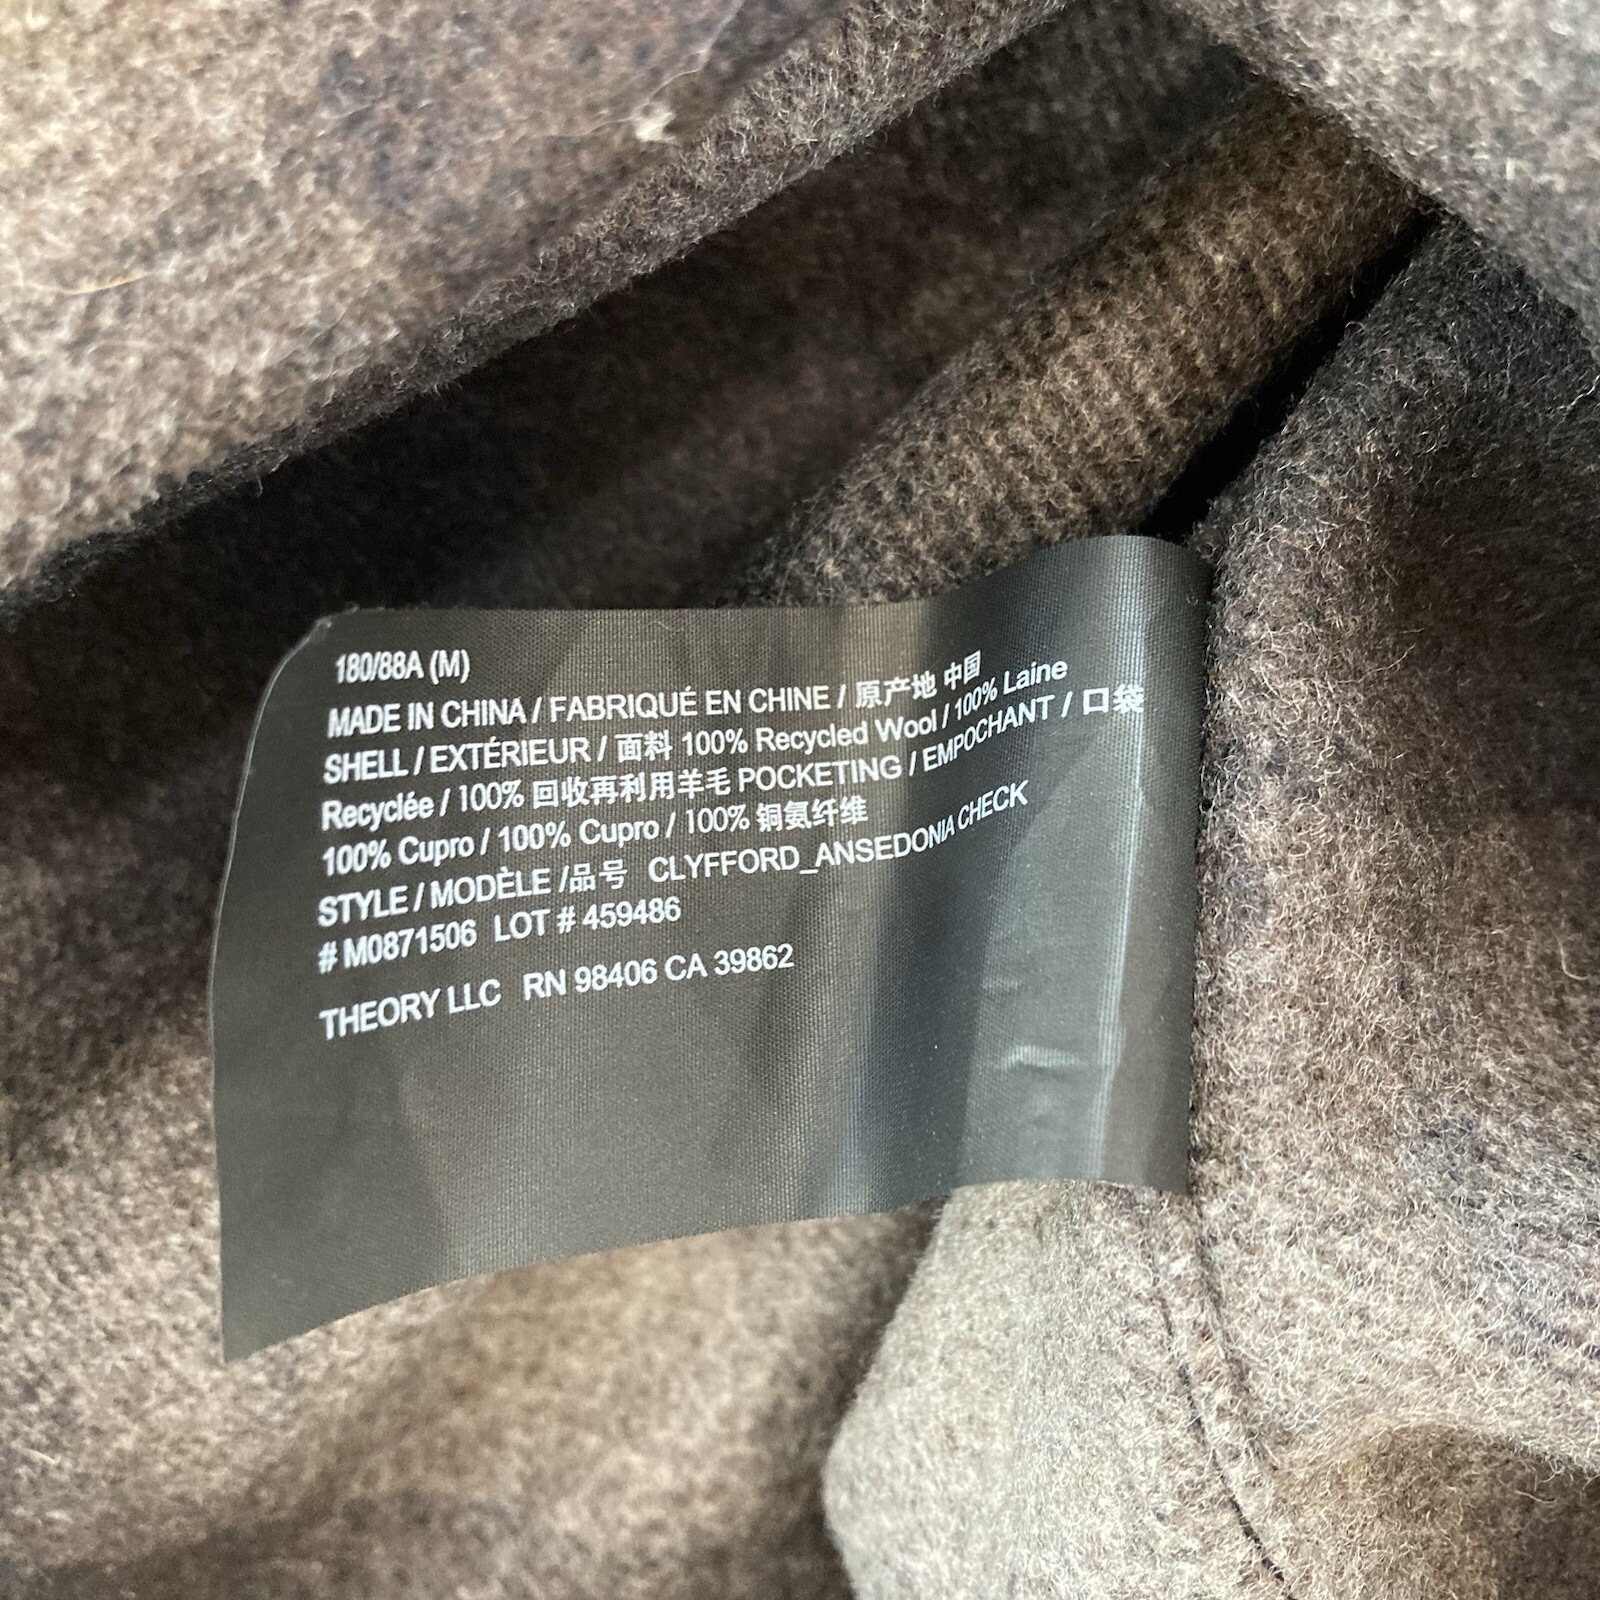 180/88A (M)
MADE IN CHINA / FABRIQUÉ EN CHINE / 原产地 中国
SHELL / EXTÉRIEUR / 面料 100% Recycled Wool / 100% Laine
Recyclée / 100% 回收再利用羊毛 POCKETING / EMPOCHANT / 口袋
100% Cupro / 100% Cupro / 100% 铜氨纤维
STYLE / MODÈLE /品号 CLYFFORD_ANSEDONIA CHECK
# M0871506 LOT # 459486
THEORY LLC RN 98406 CA 39862